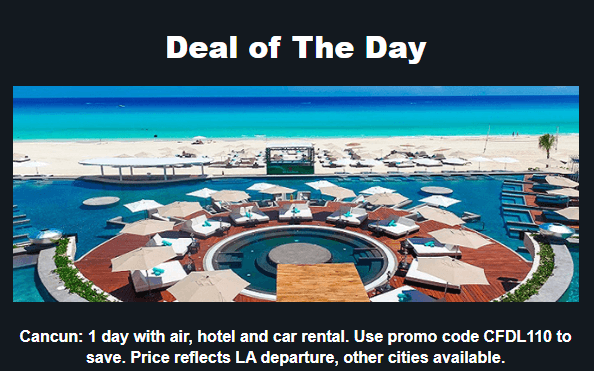 Deal of The Day
Cancun: 1 day with air, hotel and car rental. Use promo code CFDL110 to
save. Price reflects LA departure, other cities available.